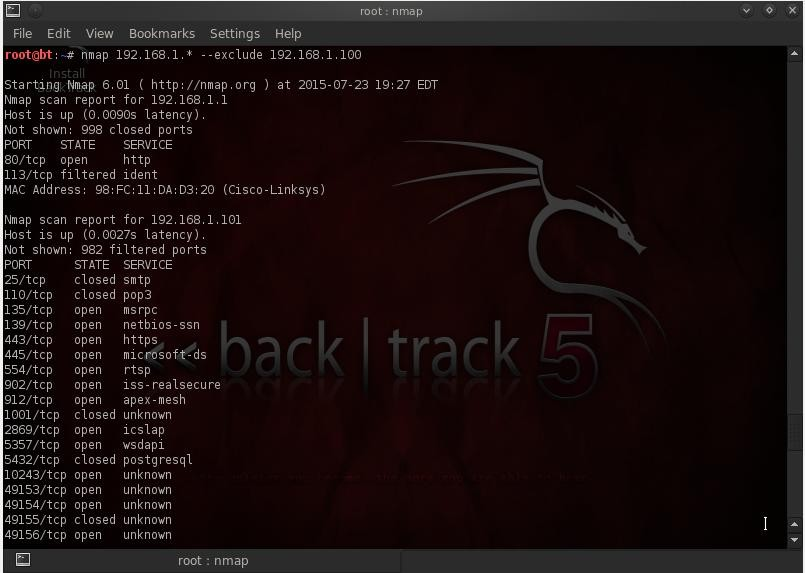 root : nmap
File Edit View Bookmarks Settings Help
root@bt:~# nmap 192.168.1.* --exclude 192.168.1.100
Install
BackTrack
Starting Nmap 6.01 ( http://nmap.org ) at 2015-07-23 19:27 EDT
Nmap scan report for 192.168.1.1
Host is up (0.0090s latency).
Not shown: 998 closed ports
PORT STATE SERVICE
80/tcp open http
113/tcp filtered ident
MAC Address: 98:FC:11:DA:D3:20 (Cisco-Linksys)
Nmap scan report for 192.168.1.101
Host is up (0.0027s latency).
Not shown: 982 filtered ports
PORT STATE SERVICE
25/tcp closed smtp
110/tcp closed pop3
135/tcp open msrpc
139/tcp open netbios-ssn
443/tcp open https
445/tcp open microsoft-ds
554/tcp open rtsp
902/tcp open iss-realsecure
912/tcp open apex-mesh
1001/tcp closed unknown
2869/tcp open icslap
5357/tcp open wsdapi
5432/tcp closed postgresql
10243/tcp open unknown
49153/tcp open unknown
49154/tcp open unknown
49155/tcp closed unknown
49156/tcp open unknown
<< back | track 5
root : nmap